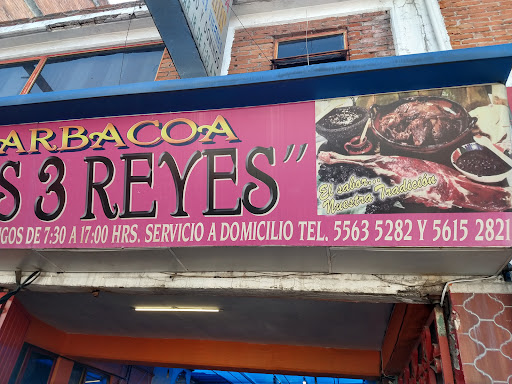 ARBACOA
S 3 REYES"
El sabor a
Nuestra Tradición
GOS DE 7:30 A 17:00 HRS. SERVICIO A DOMICILIO TEL. 5563 5282 Y 5615 2821